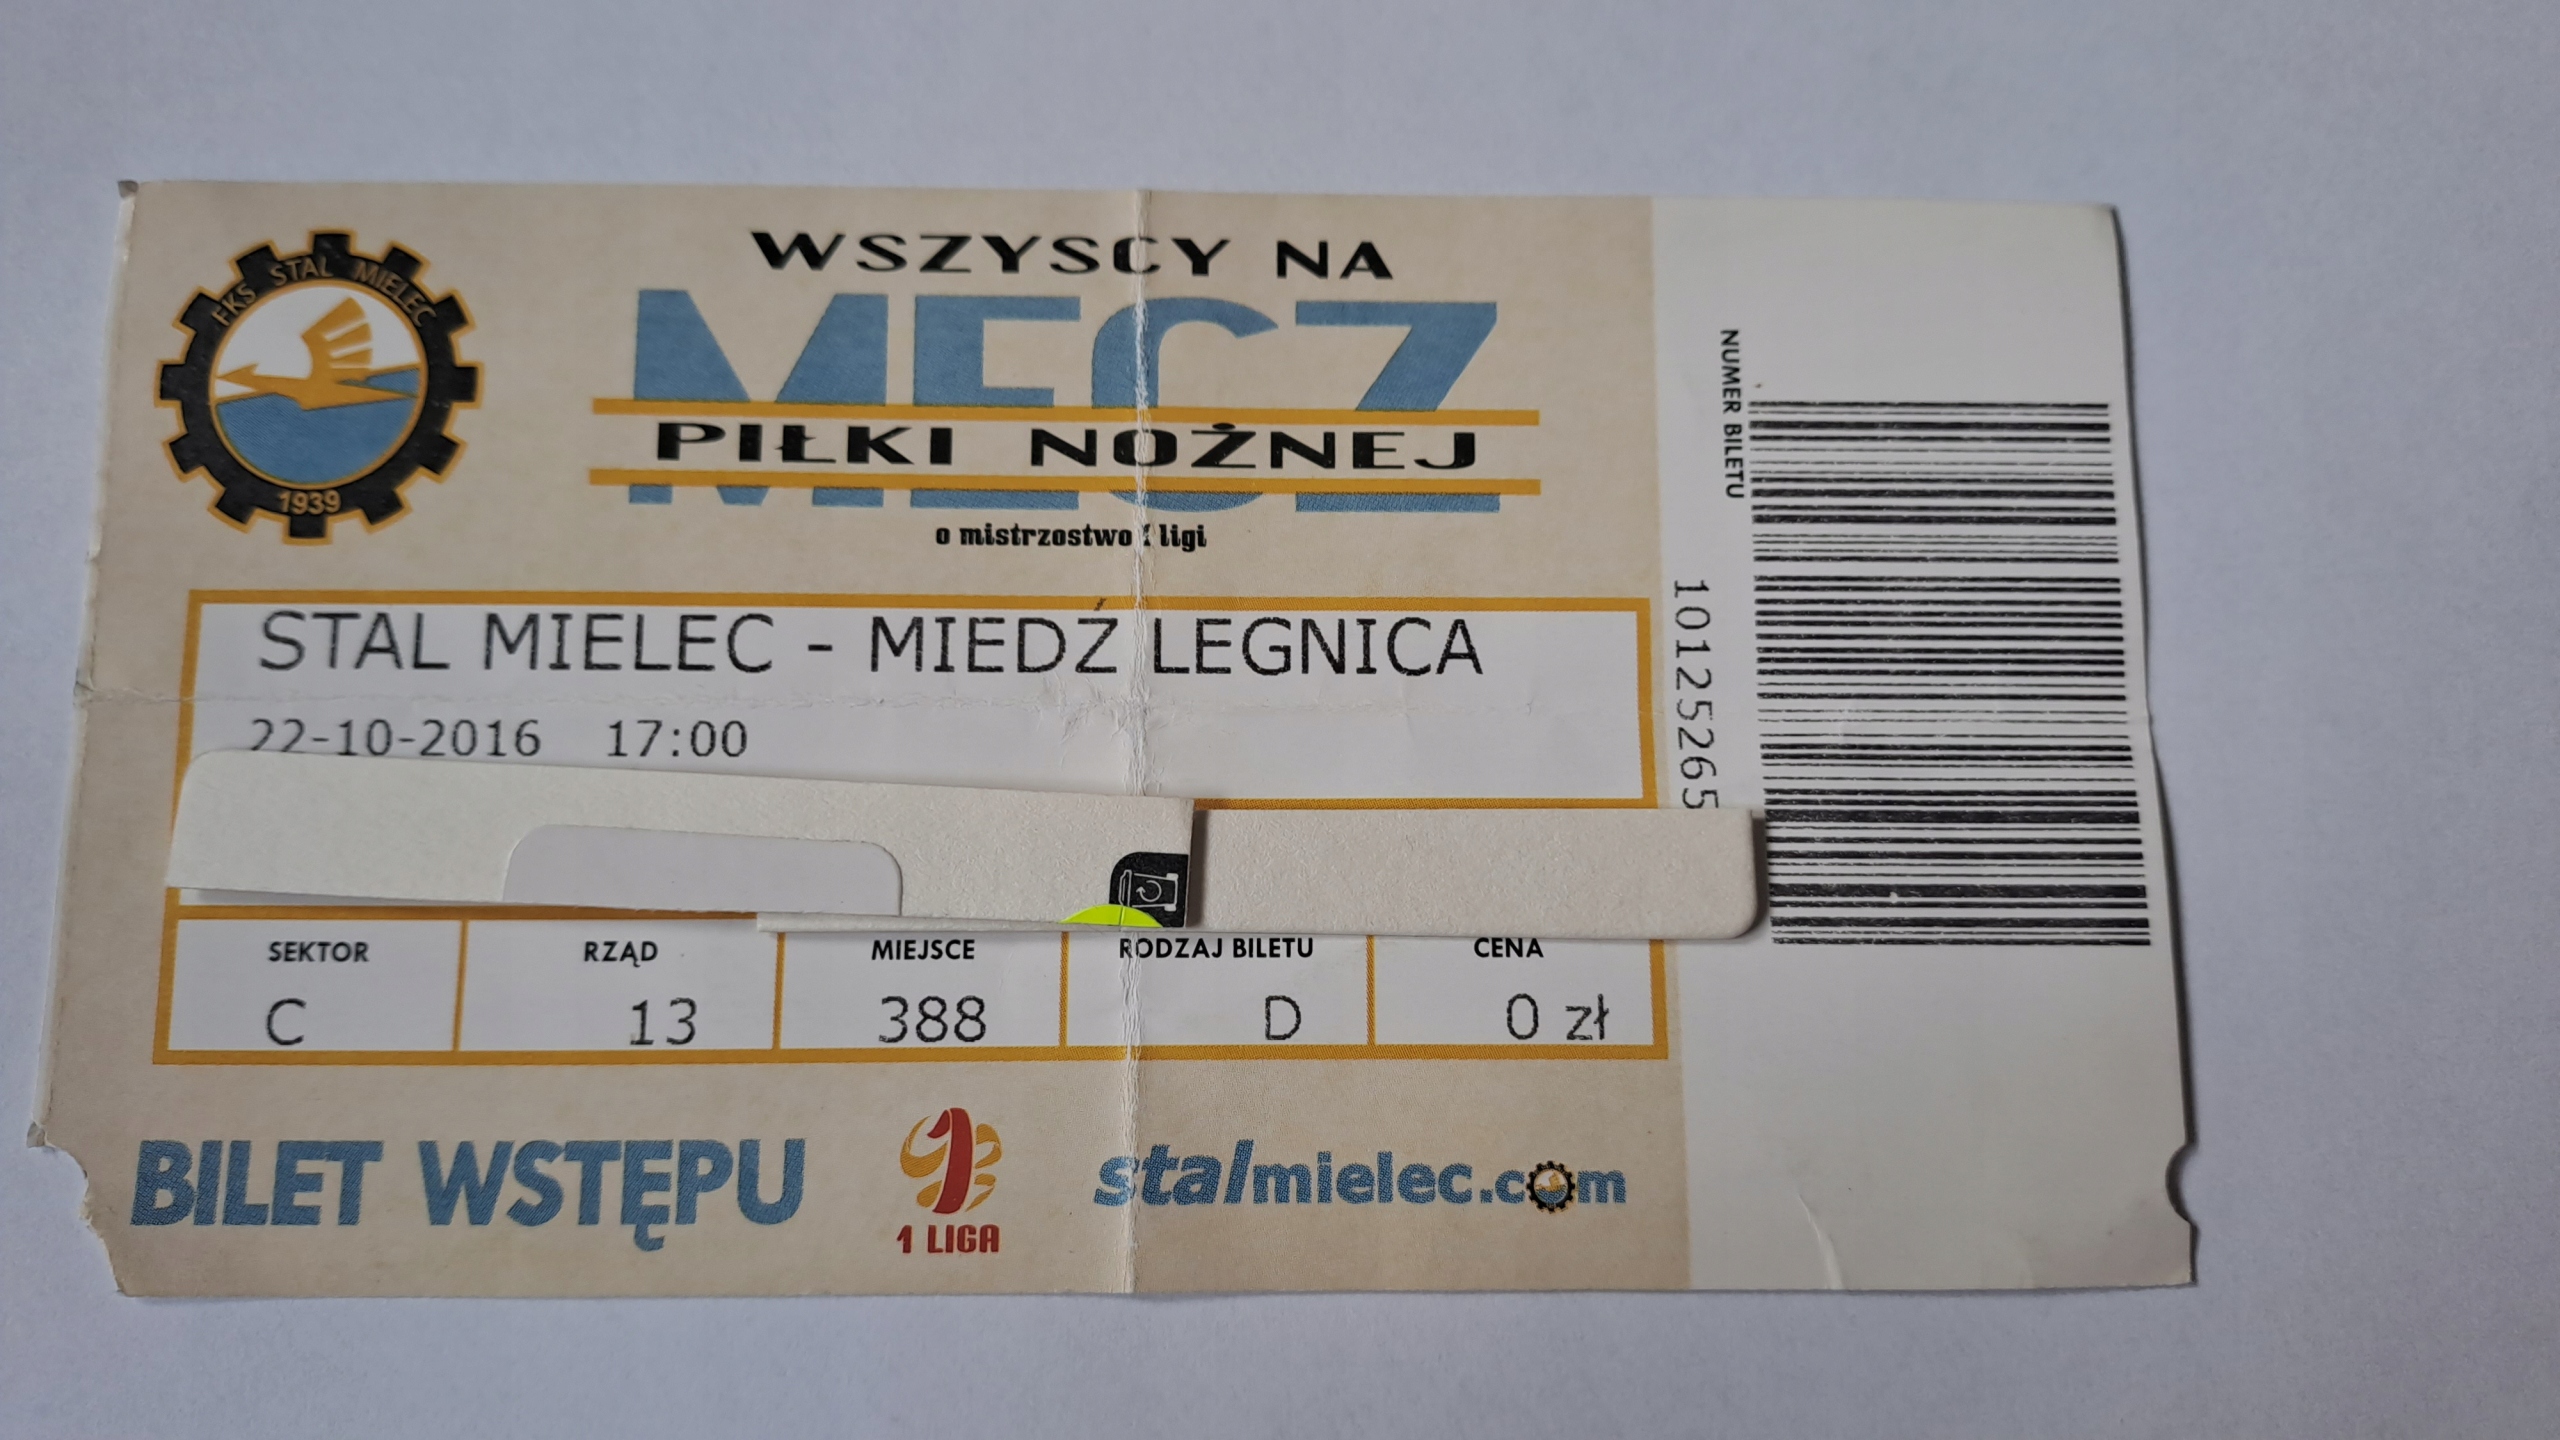 FKS STAL MIELEC
1939
WSZYSCY NA
MECZ
PIŁKI NOŻNEJ
o mistrzostwo 1 ligi
STAL MIELEC - MIEDŹ LEGNICA
22-10-2016 17:00
SEKTOR RZĄD MIEJSCE RODZAJ BILETU CENA
C 13 388 D 0 zł
BILET WSTĘPU
1 LIGA
stalmielec.com
NUMER BILETU
10125265